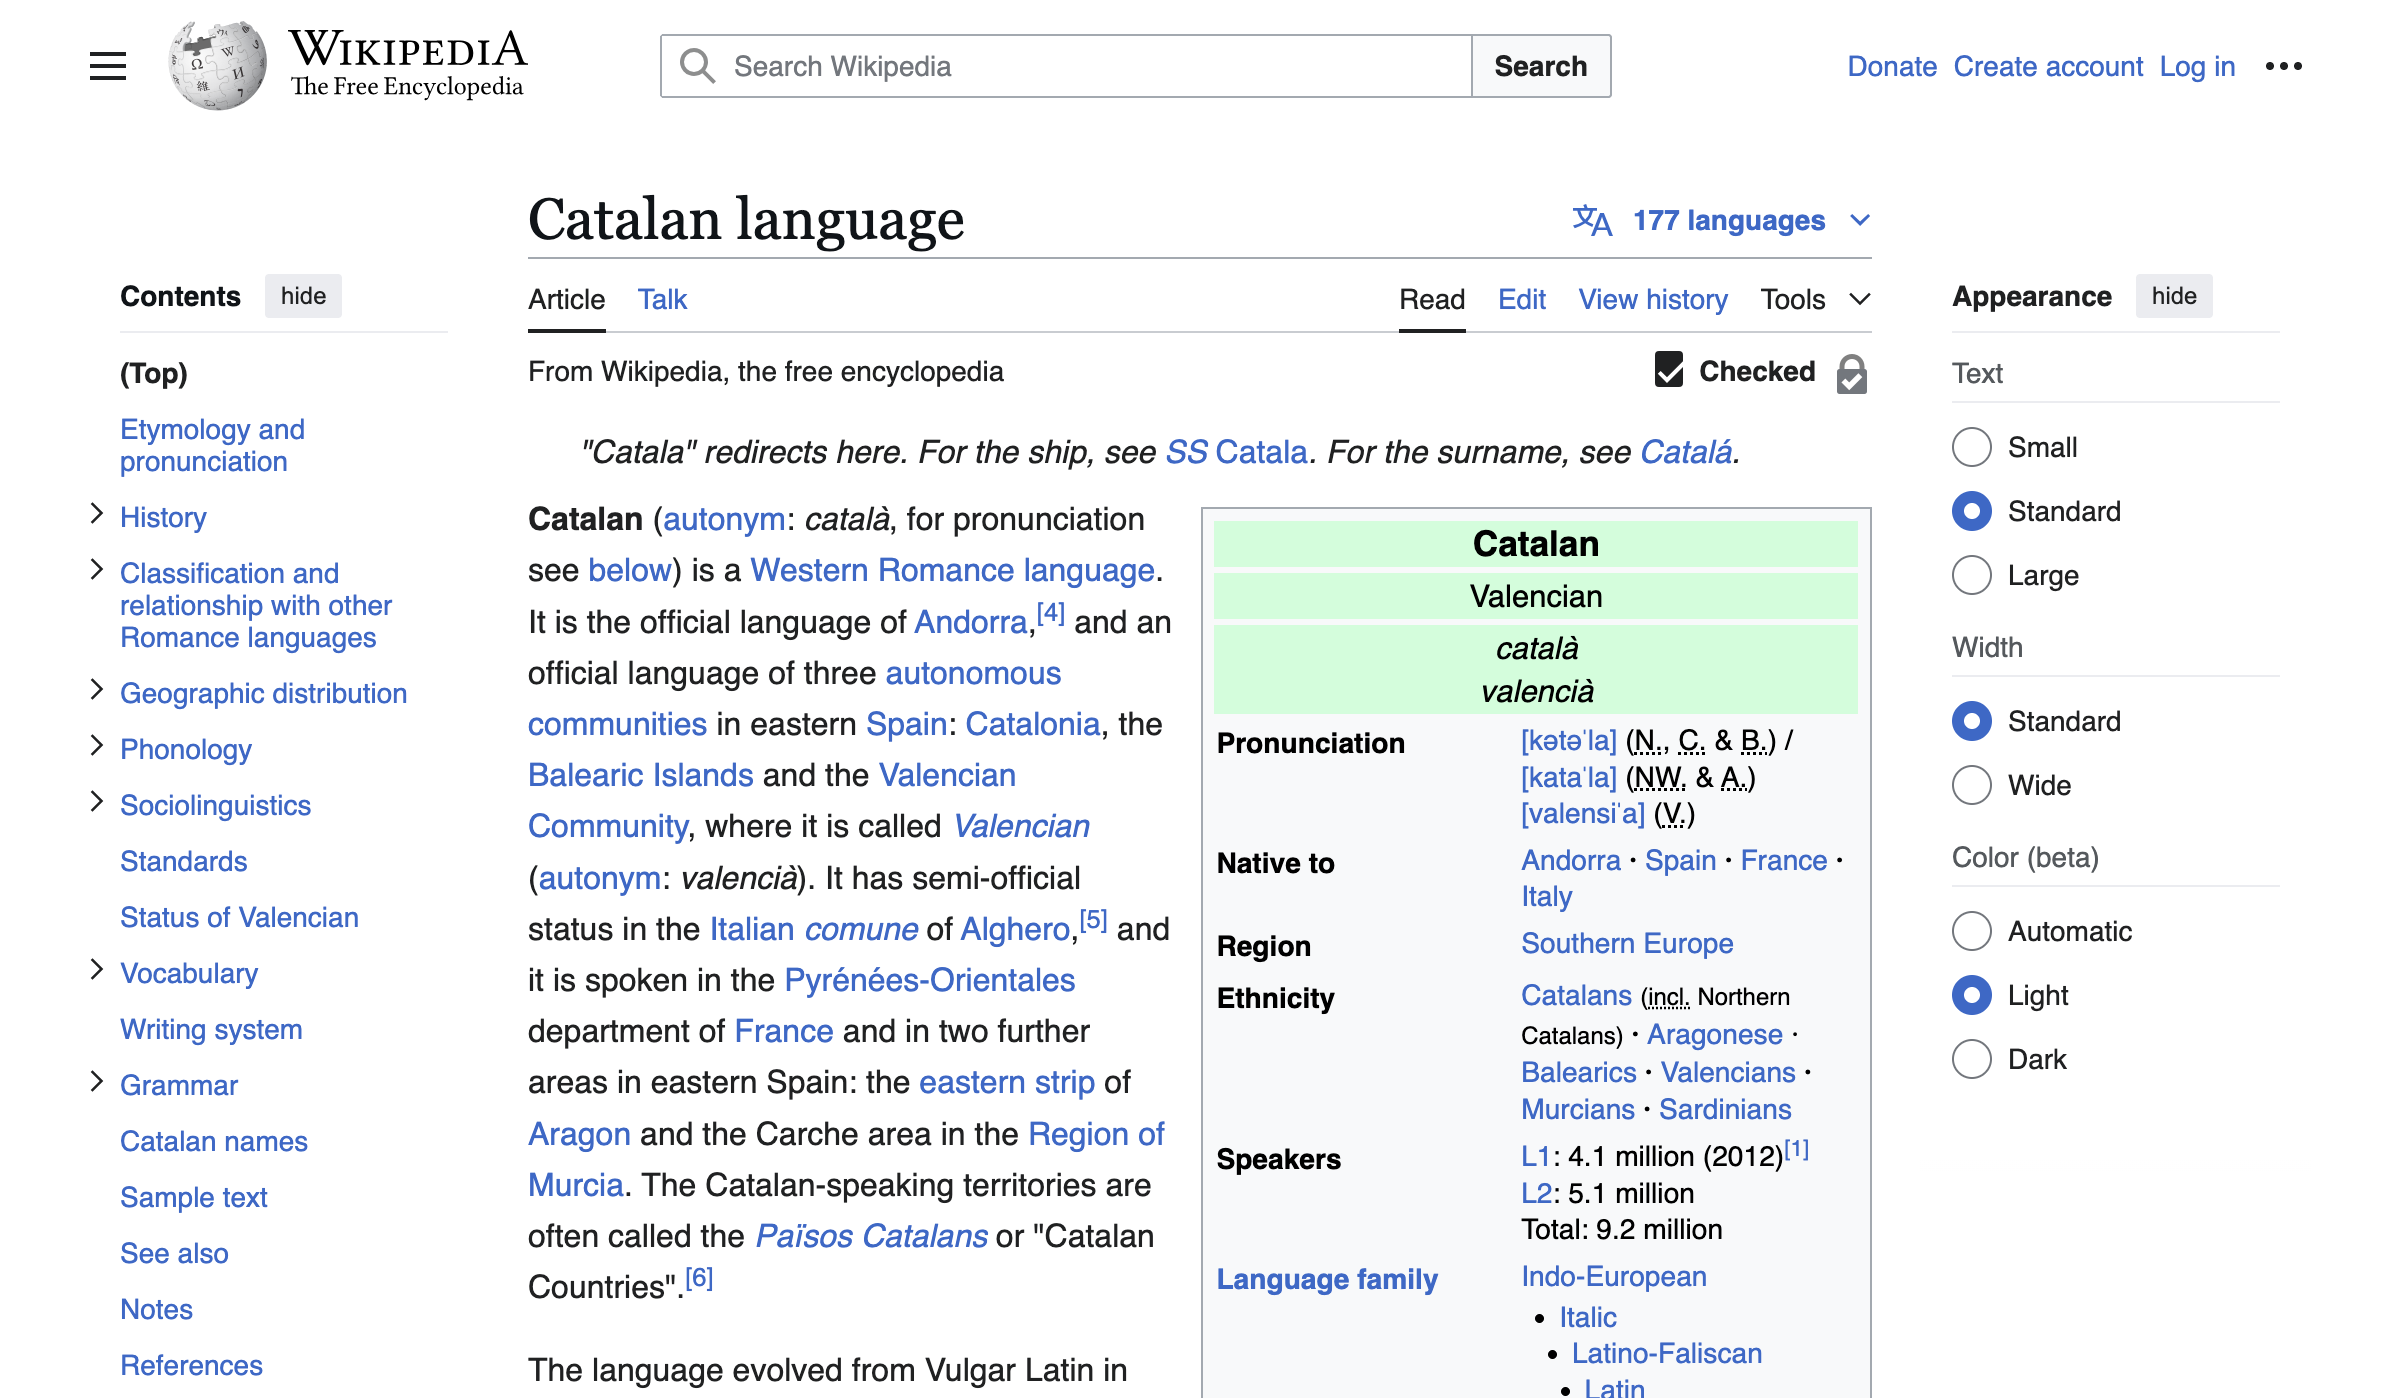 WIKIPEDIA
The Free Encyclopedia
Search Wikipedia
Search
Donate Create account Log in
Contents hide
(Top)
Etymology and
pronunciation
History
Classification and
relationship with other
Romance languages
Geographic distribution
Phonology
Sociolinguistics
Standards
Status of Valencian
Vocabulary
Writing system
Grammar
Catalan names
Sample text
See also
Notes
References
Catalan language
177 languages
Article Talk
Read Edit View history Tools
From Wikipedia, the free encyclopedia
Checked
"Catala" redirects here. For the ship, see SS Catala. For the surname, see Catalá.
Catalan (autonym: català, for pronunciation
see below) is a Western Romance language.
It is the official language of Andorra,[4] and an
official language of three autonomous
communities in eastern Spain: Catalonia, the
Balearic Islands and the Valencian
Community, where it is called Valencian
(autonym: valencià). It has semi-official
status in the Italian comune of Alghero,[5] and
it is spoken in the Pyrénées-Orientales
department of France and in two further
areas in eastern Spain: the eastern strip of
Aragon and the Carche area in the Region of
Murcia. The Catalan-speaking territories are
often called the Països Catalans or "Catalan
Countries".[6]
The language evolved from Vulgar Latin in
Catalan
Valencian
català
valencià
Pronunciation [kətəˈla] (N., C. & B.) /
[kataˈla] (NW. & A.)
[valensiˈa] (V.)
Native to Andorra · Spain · France ·
Italy
Region Southern Europe
Ethnicity Catalans (incl. Northern
Catalans) · Aragonese ·
Balearics · Valencians ·
Murcians · Sardinians
Speakers L1: 4.1 million (2012)[1]
L2: 5.1 million
Total: 9.2 million
Language family Indo-European
• Italic
• Latino-Faliscan
• Latin
Appearance hide
Text
Small
Standard
Large
Width
Standard
Wide
Color (beta)
Automatic
Light
Dark